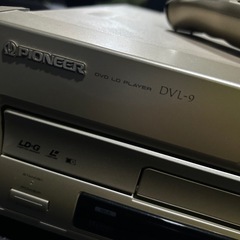 PIONEER
DVD LD PLAYER DVL-9
LD-G